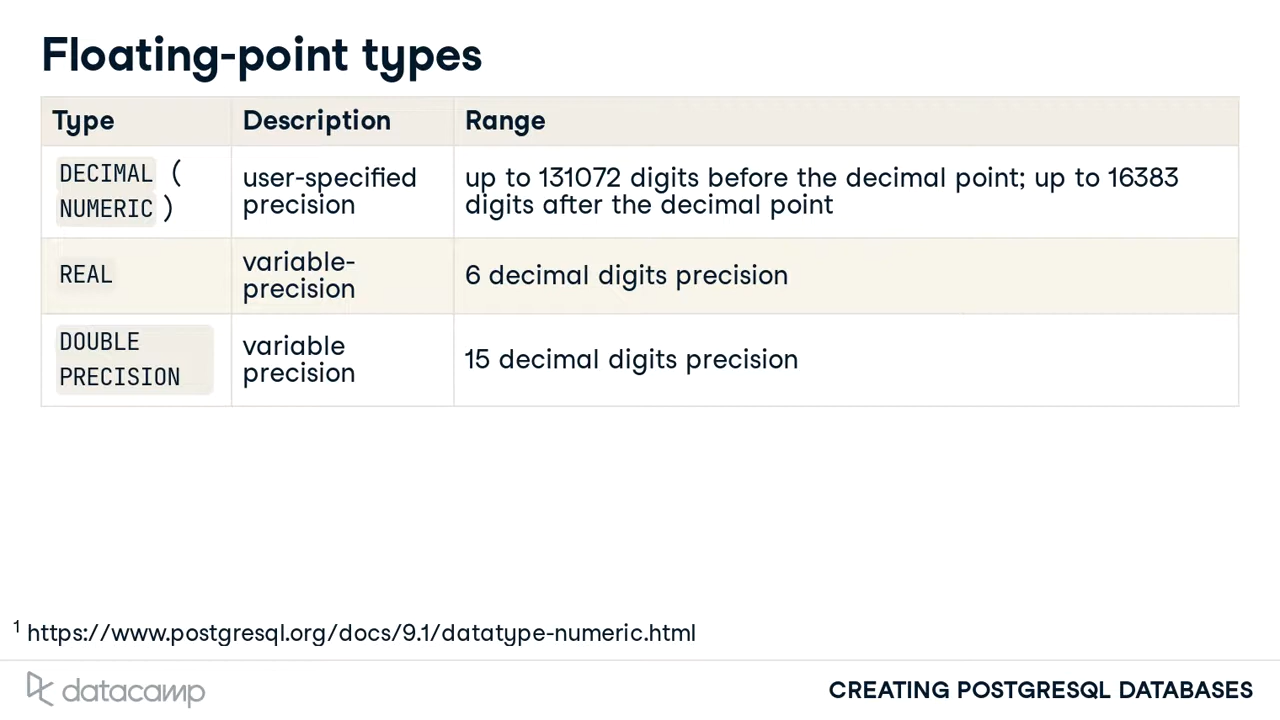 Floating-point types
Type Description Range
DECIMAL ( user-specified up to 131072 digits before the decimal point; up to 16383
NUMERIC ) precision digits after the decimal point
REAL variable- 6 decimal digits precision
precision
DOUBLE variable 15 decimal digits precision
PRECISION precision
1 https://www.postgresql.org/docs/9.1/datatype-numeric.html
datacamp CREATING POSTGRESQL DATABASES